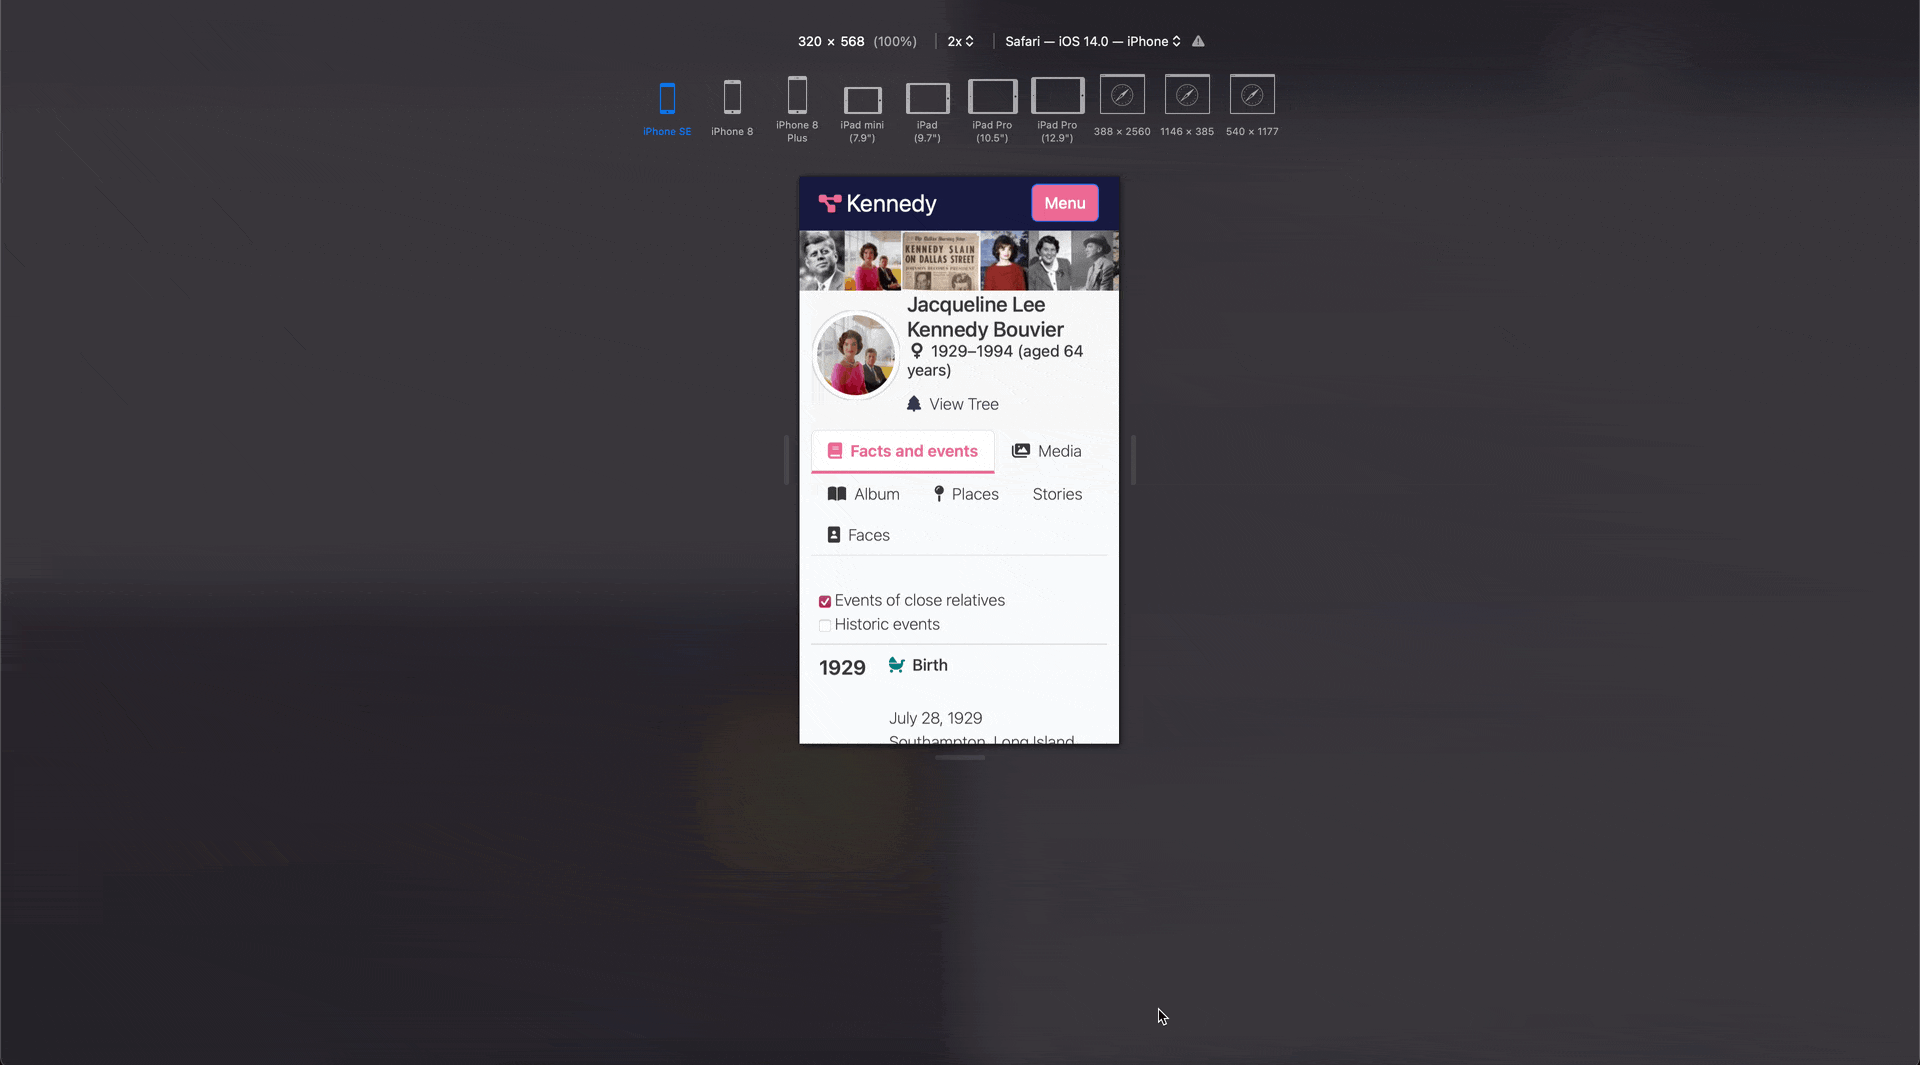 320 × 568 (100%) 2x Safari — iOS 14.0 — iPhone
iPhone SE
iPhone 8
iPhone 8
Plus
iPad mini
(7.9")
iPad
(9.7")
iPad Pro
(10.5")
iPad Pro
(12.9")
388 × 2560
1146 × 385
540 × 1177
Kennedy
Menu
The Dallas Morning News
KENNEDY SLAIN
ON DALLAS STREET
Jacqueline Lee
Kennedy Bouvier
1929–1994 (aged 64
years)
View Tree
Facts and events
Media
Album
Places
Stories
Faces
Events of close relatives
Historic events
1929
Birth
July 28, 1929
Southampton, Long Island